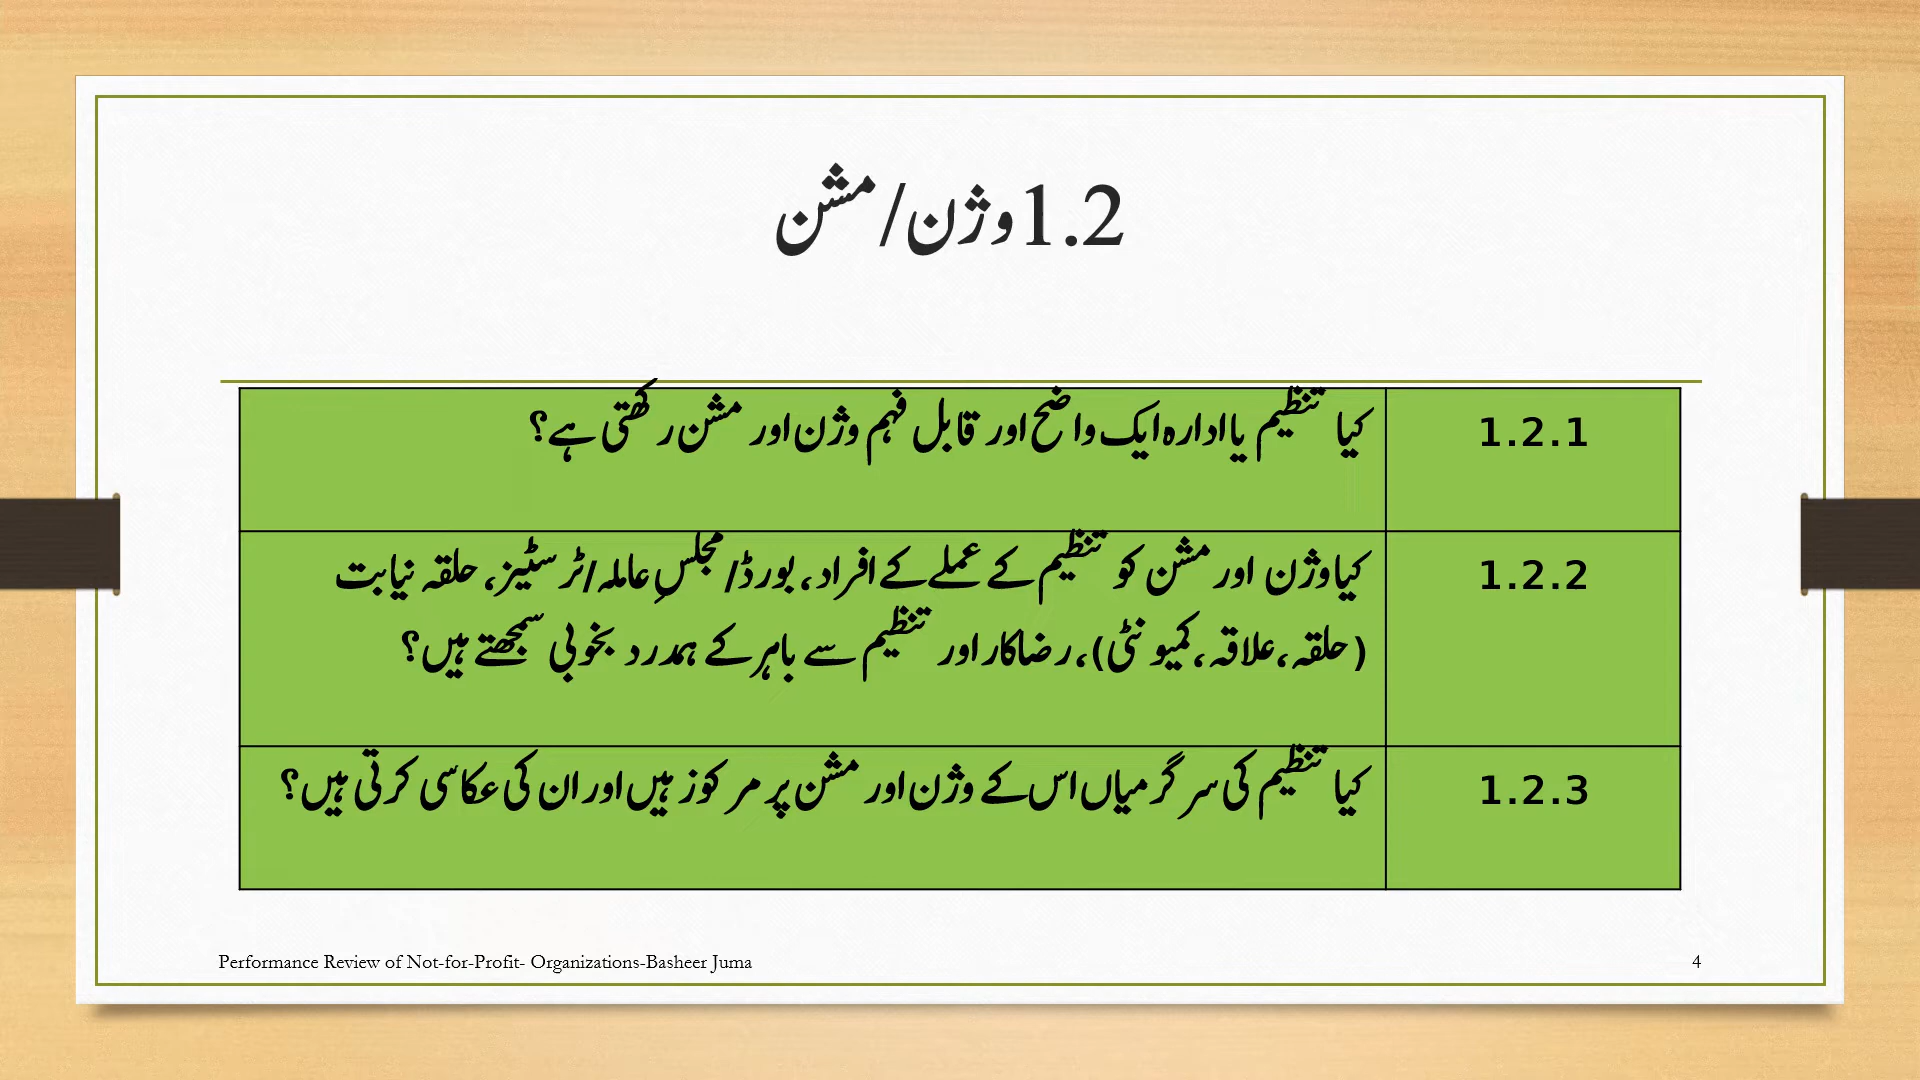 1.2وژن/مشن
1.2.1 کیا تنظیم یا ادارہ ایک واضح اور قابل فہم وژن اور مشن رکھتی ہے؟
1.2.2 کیا وژن اور مشن کو تنظیم کے عملے کے افراد، بورڈ/مجلسِ عاملہ/ٹرسٹیز، حلقہ نیابت
(حلقہ،علاقہ،کمیونٹی)، رضاکار اور تنظیم سے باہر کے ہمدرد بخوبی سمجھتے ہیں؟
1.2.3 کیا تنظیم کی سرگرمیاں اس کے وژن اور مشن پر مرکوز ہیں اور ان کی عکاسی کرتی ہیں؟
Performance Review of Not-for-Profit- Organizations-Basheer Juma
4